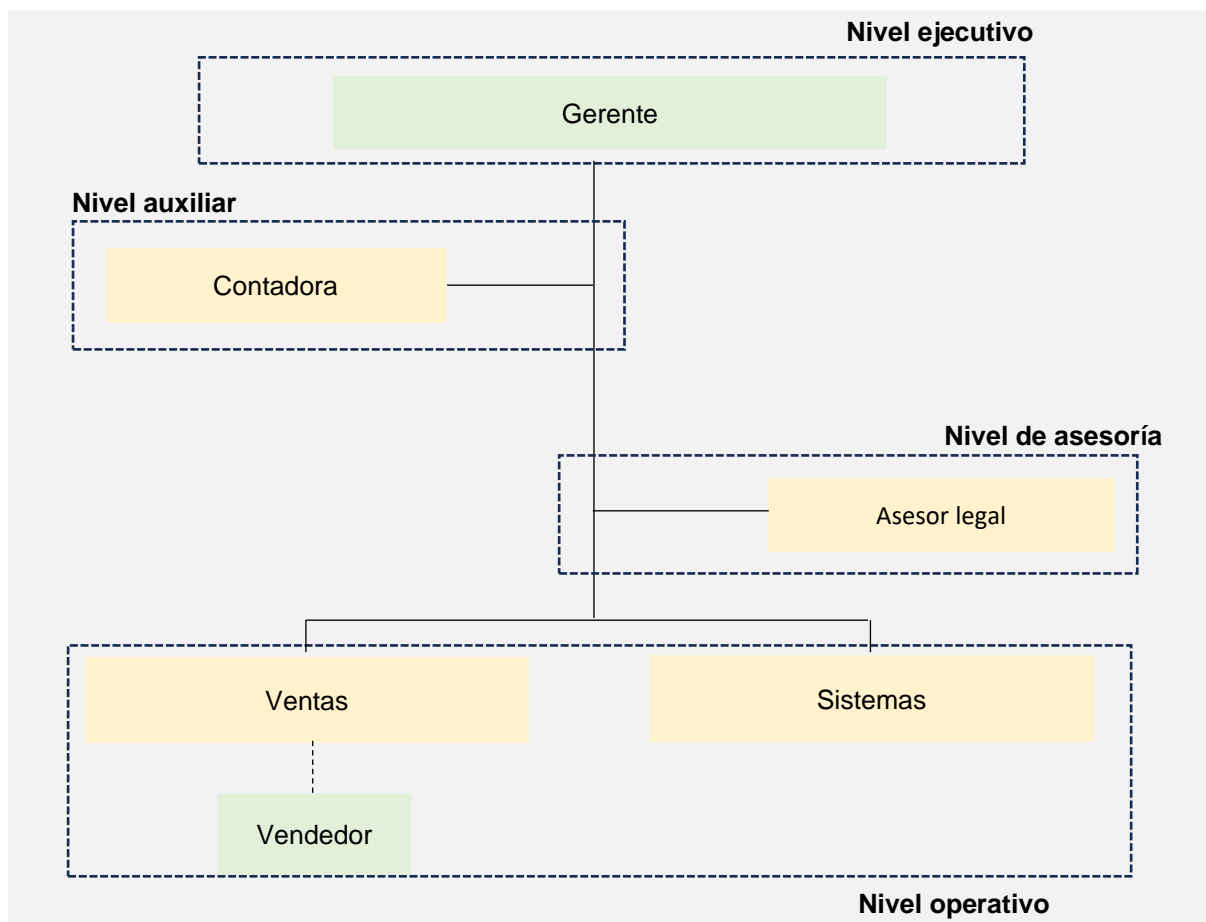 Nivel ejecutivo
Gerente
Nivel auxiliar
Contadora
Nivel de asesoría
Asesor legal
Ventas
Sistemas
Vendedor
Nivel operativo